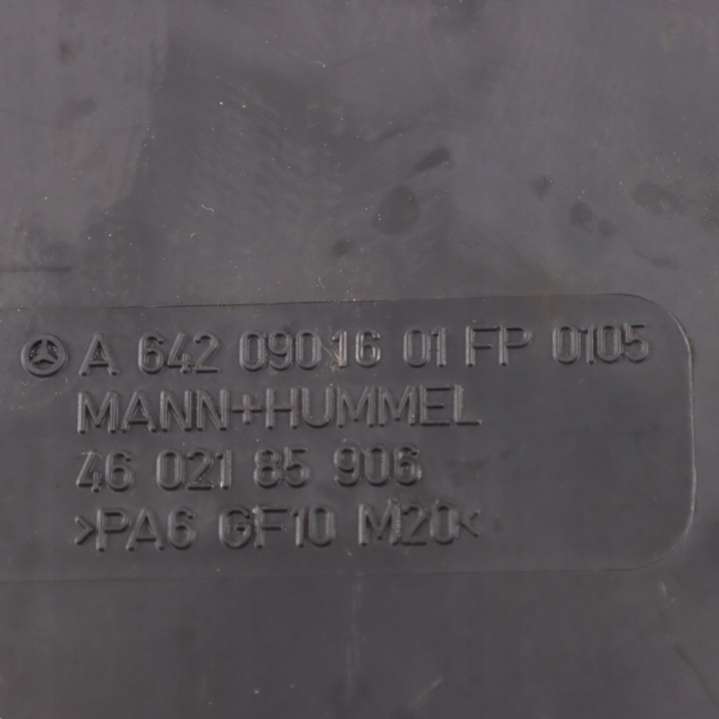 A 642 090 16 01 FP 0105
MANN+HUMMEL
46 021 85 906
>PA6 GF10 M20<